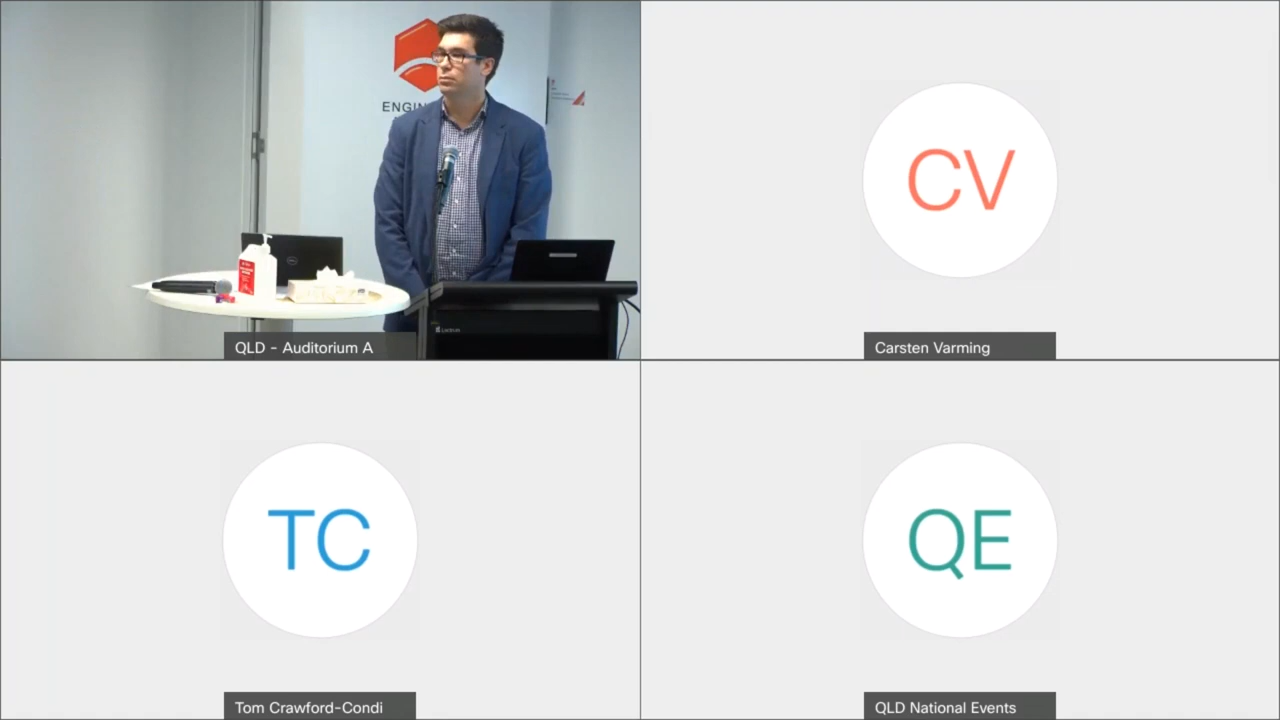 ENGIN
QLD - Auditorium A
CV
Carsten Varming
TC
Tom Crawford-Condi
QE
QLD National Events